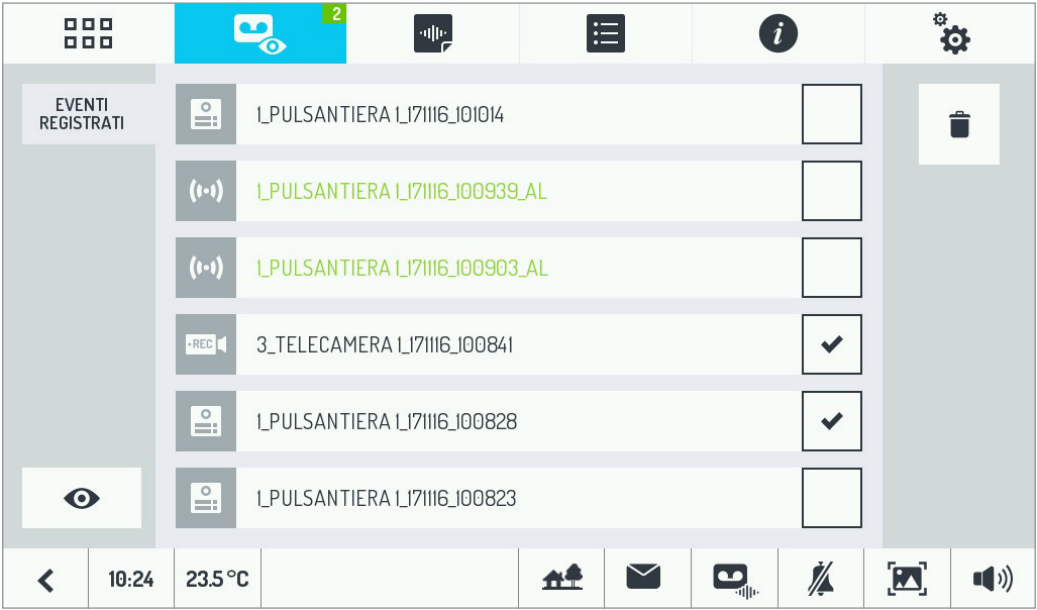 2
i
EVENTI
REGISTRATI
1_PULSANTIERA 1_171116_101014
1_PULSANTIERA 1_171116_100939_AL
1_PULSANTIERA 1_171116_100903_AL
•REC
3_TELECAMERA 1_171116_100841
1_PULSANTIERA 1_171116_100828
1_PULSANTIERA 1_171116_100823
10:24
23.5 °C